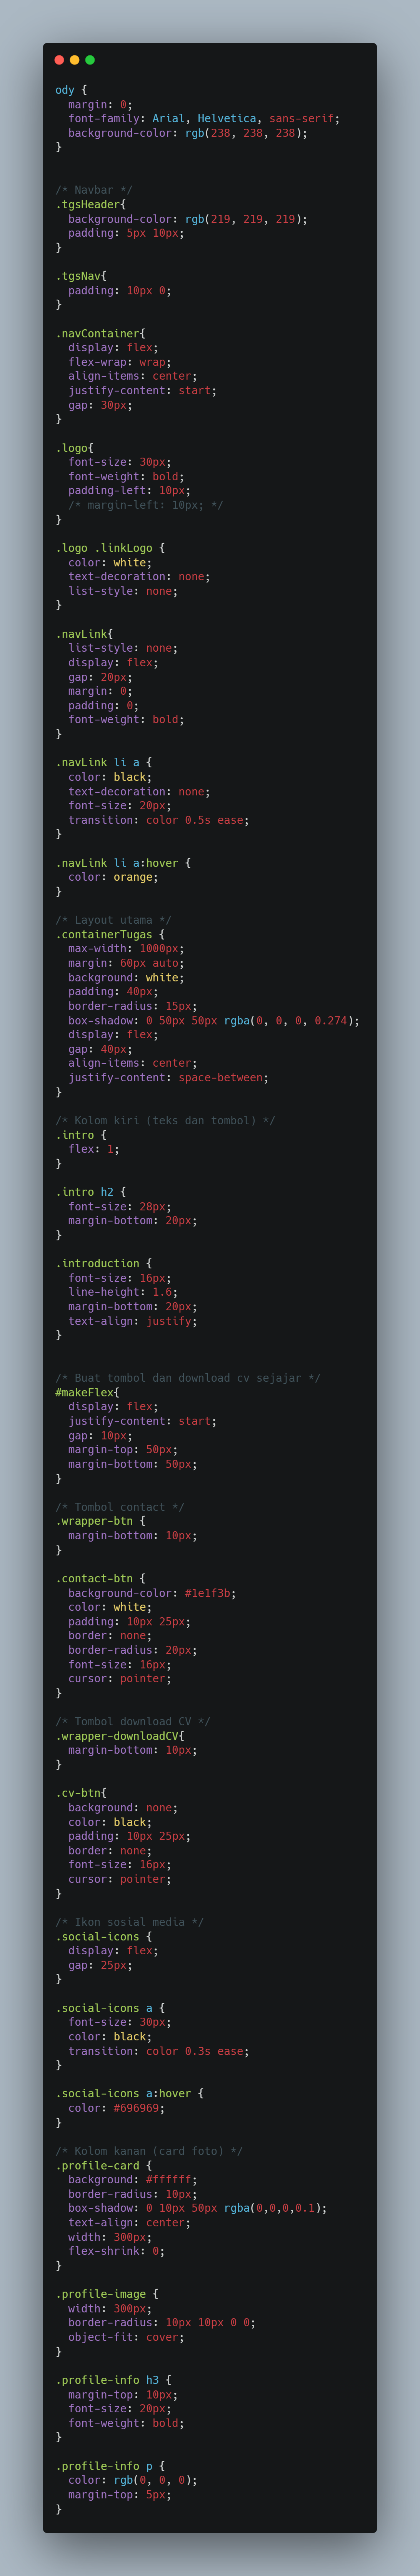 ody {
  margin: 0;
  font-family: Arial, Helvetica, sans-serif;
  background-color: rgb(238, 238, 238);
}


/* Navbar */
.tgsHeader{
  background-color: rgb(219, 219, 219);
  padding: 5px 10px;
}

.tgsNav{
  padding: 10px 0;
}

.navContainer{
  display: flex;
  flex-wrap: wrap;
  align-items: center;
  justify-content: start;
  gap: 30px;
}

.logo{
  font-size: 30px;
  font-weight: bold;
  padding-left: 10px;
  /* margin-left: 10px; */
}

.logo .linkLogo {
  color: white;
  text-decoration: none;
  list-style: none;
}

.navLink{
  list-style: none;
  display: flex;
  gap: 20px;
  margin: 0;
  padding: 0;
  font-weight: bold;
}

.navLink li a {
  color: black;
  text-decoration: none;
  font-size: 20px;
  transition: color 0.5s ease;
}

.navLink li a:hover {
  color: orange;
}

/* Layout utama */
.containerTugas {
  max-width: 1000px;
  margin: 60px auto;
  background: white;
  padding: 40px;
  border-radius: 15px;
  box-shadow: 0 50px 50px rgba(0, 0, 0, 0.274);
  display: flex;
  gap: 40px;
  align-items: center;
  justify-content: space-between;
}

/* Kolom kiri (teks dan tombol) */
.intro {
  flex: 1;
}

.intro h2 {
  font-size: 28px;
  margin-bottom: 20px;
}

.introduction {
  font-size: 16px;
  line-height: 1.6;
  margin-bottom: 20px;
  text-align: justify;
}


/* Buat tombol dan download cv sejajar */
#makeFlex{
  display: flex;
  justify-content: start;
  gap: 10px;
  margin-top: 50px;
  margin-bottom: 50px;
}

/* Tombol contact */
.wrapper-btn {
  margin-bottom: 10px;
}

.contact-btn {
  background-color: #1e1f3b;
  color: white;
  padding: 10px 25px;
  border: none;
  border-radius: 20px;
  font-size: 16px;
  cursor: pointer;
}

/* Tombol download CV */
.wrapper-downloadCV{
  margin-bottom: 10px;
}

.cv-btn{
  background: none;
  color: black;
  padding: 10px 25px;
  border: none;
  font-size: 16px;
  cursor: pointer;
}

/* Ikon sosial media */
.social-icons {
  display: flex;
  gap: 25px;
}

.social-icons a {
  font-size: 30px;
  color: black;
  transition: color 0.3s ease;
}

.social-icons a:hover {
  color: #696969;
}

/* Kolom kanan (card foto) */
.profile-card {
  background: #ffffff;
  border-radius: 10px;
  box-shadow: 0 10px 50px rgba(0,0,0,0.1);
  text-align: center;
  width: 300px;
  flex-shrink: 0;
}

.profile-image {
  width: 300px;
  border-radius: 10px 10px 0 0;
  object-fit: cover;
}

.profile-info h3 {
  margin-top: 10px;
  font-size: 20px;
  font-weight: bold;
}

.profile-info p {
  color: rgb(0, 0, 0);
  margin-top: 5px;
}